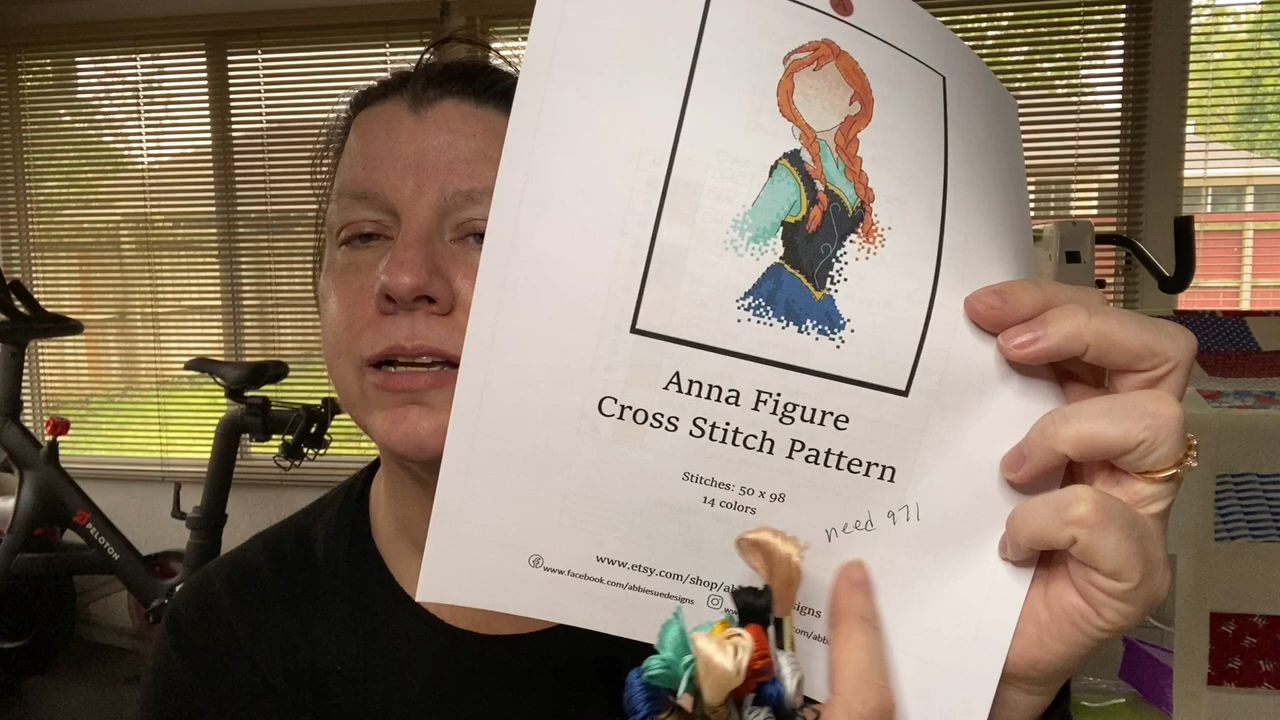 Anna Figure
Cross Stitch Pattern
Stitches: 50 x 98
14 colors
need 971
www.etsy.com/shop/
www.facebook.com/abbiesuedesigns
PELOTON